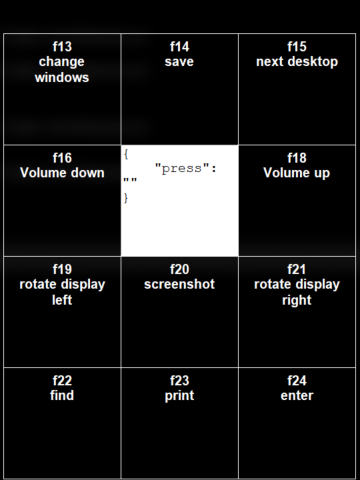 f13
change
windows
f14
save
f15
next desktop
f16
Volume down
{
"press":
""
}
f18
Volume up
f19
rotate display
left
f20
screenshot
f21
rotate display
right
f22
find
f23
print
f24
enter